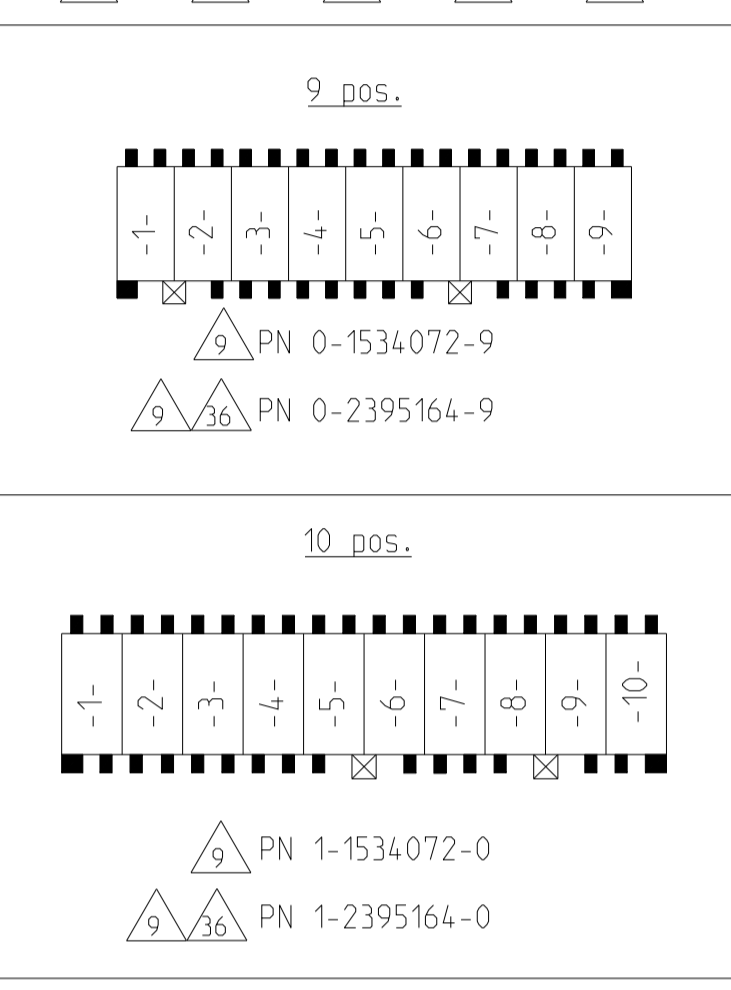 9 pos.
-1- -2- -3- -4- -5- -6- -7- -8- -9-
9 PN 0-1534072-9
9 36 PN 0-2395164-9
10 pos.
-1- -2- -3- -4- -5- -6- -7- -8- -9- -10-
9 PN 1-1534072-0
9 36 PN 1-2395164-0